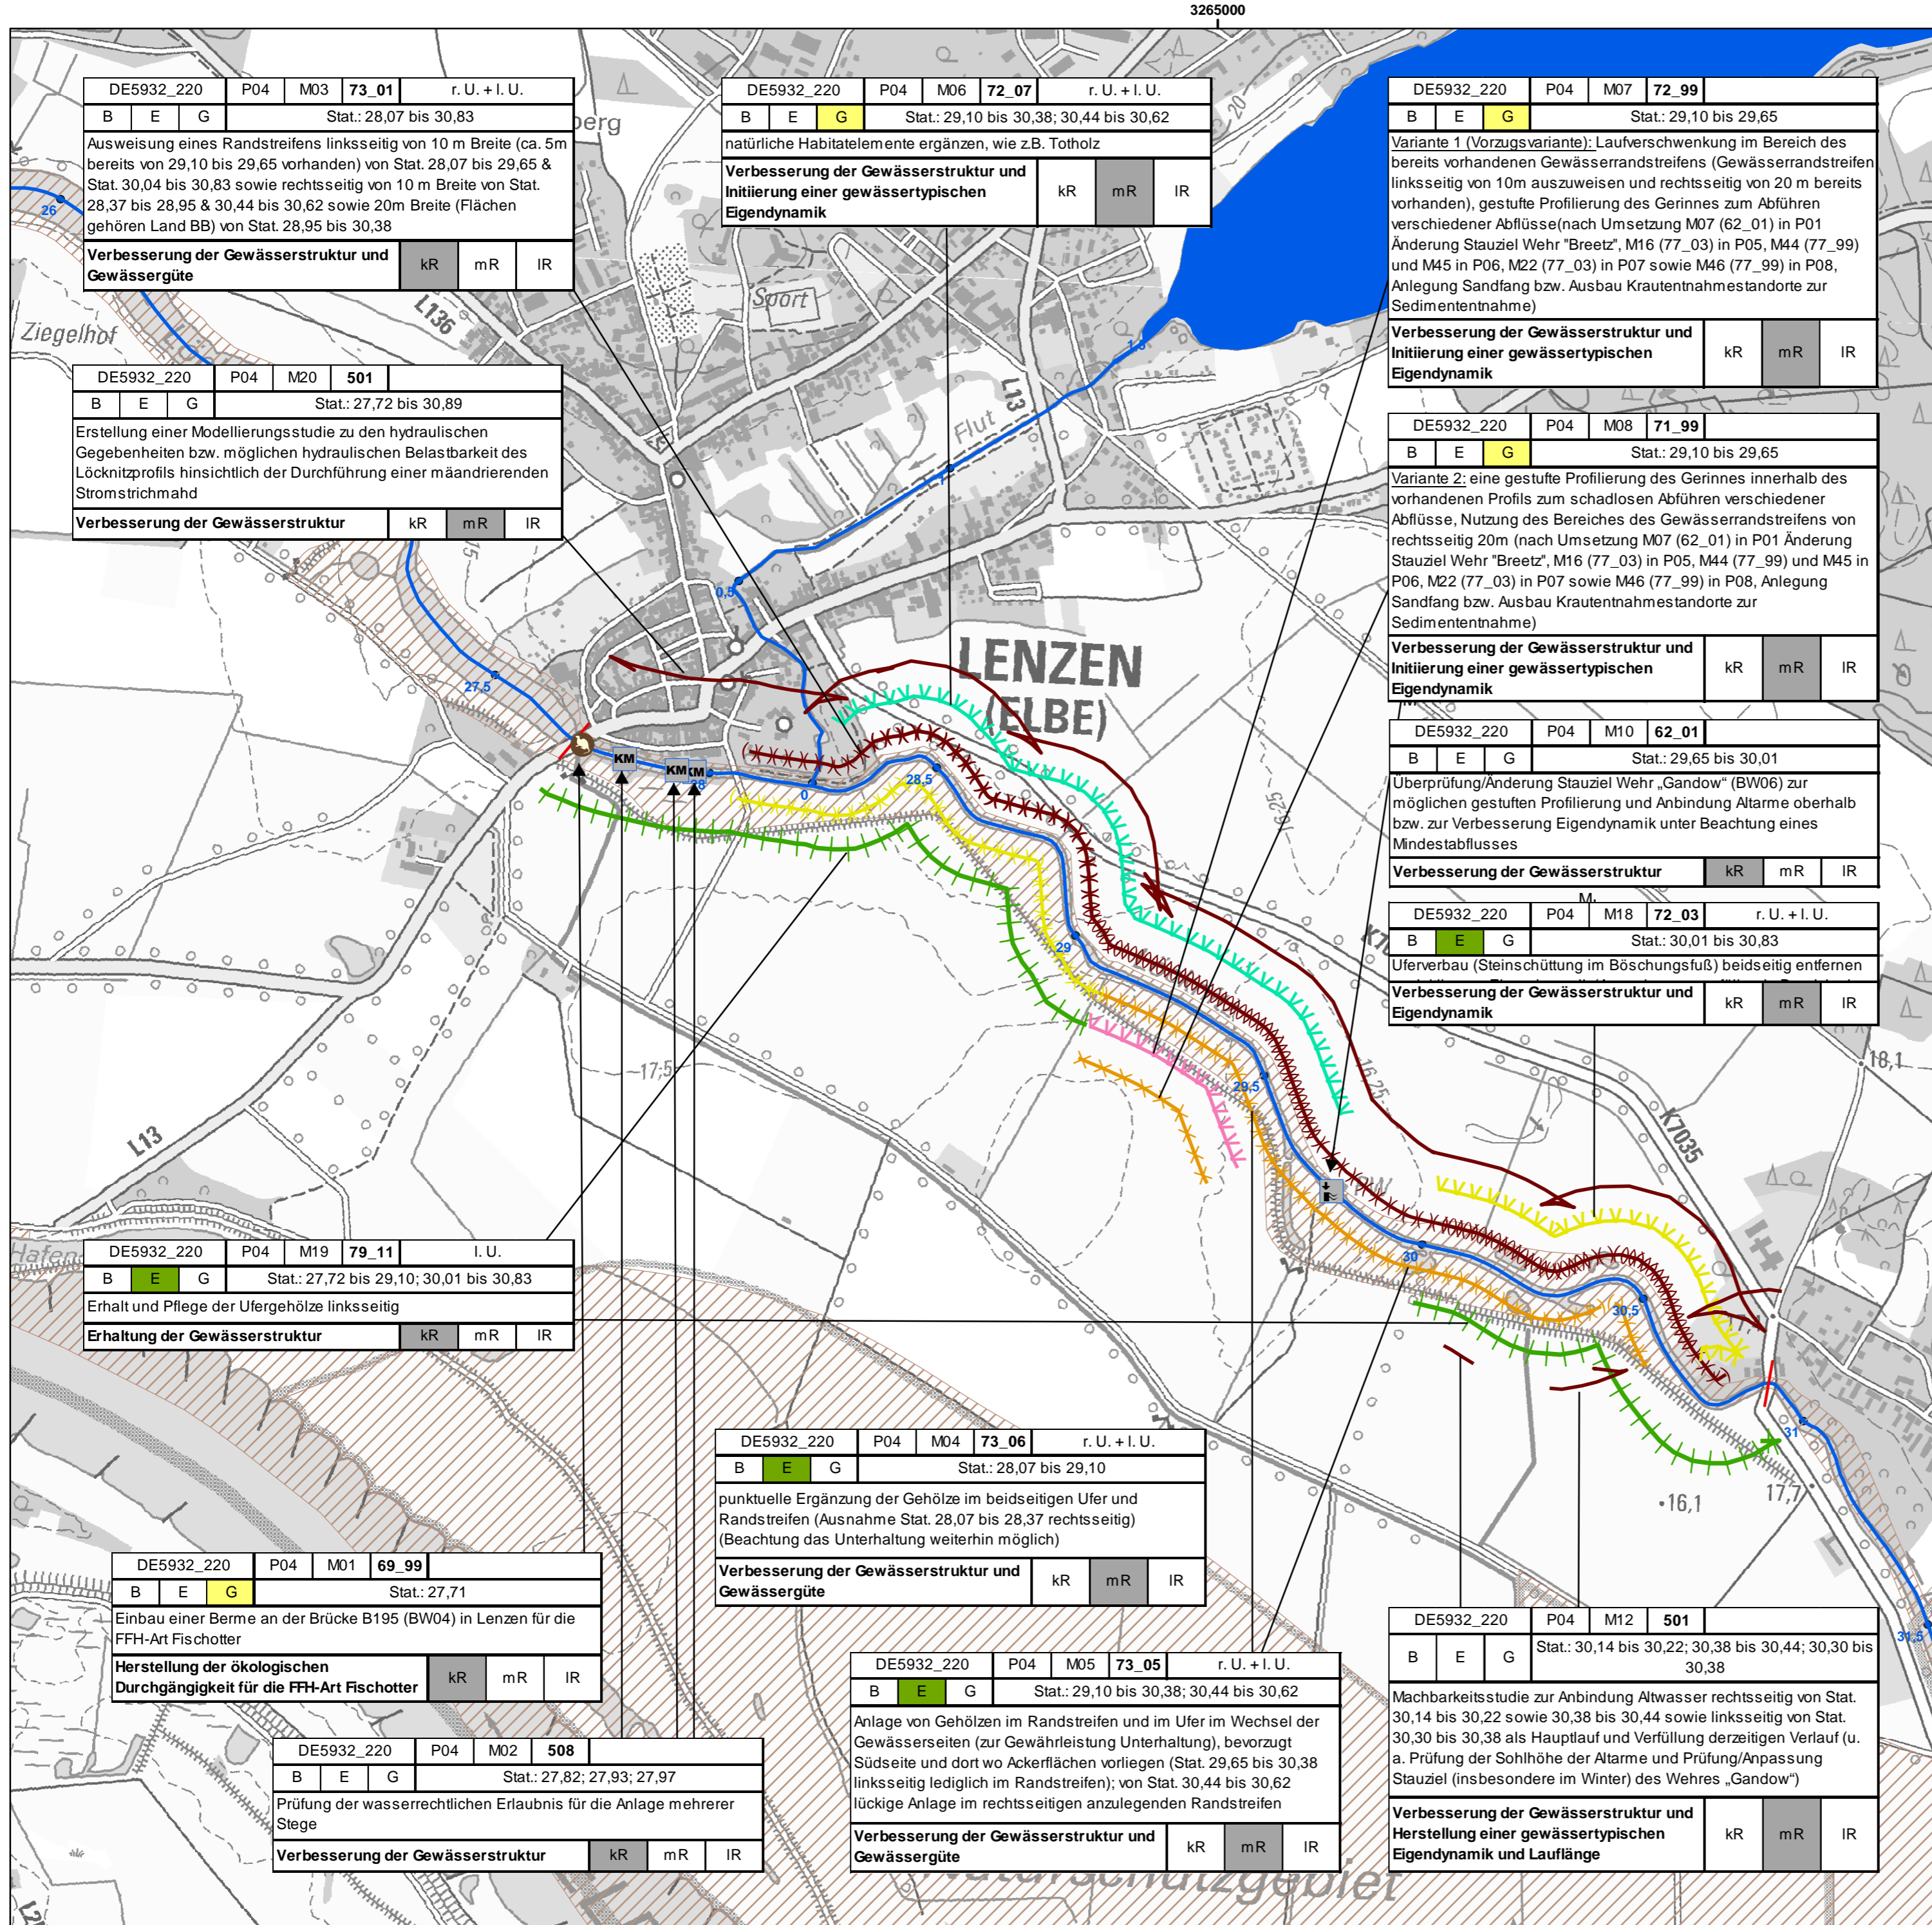 3265000
DE5932_220 P04 M03 73_01 r. U. + l. U.
B E G Stat.: 28,07 bis 30,83
Ausweisung eines Randstreifens linksseitig von 10 m Breite (ca. 5m
bereits von 29,10 bis 29,65 vorhanden) von Stat. 28,07 bis 29,65 &
Stat. 30,04 bis 30,83 sowie rechtsseitig von 10 m Breite von Stat.
28,37 bis 28,95 & 30,44 bis 30,62 sowie 20m Breite (Flächen
gehören Land BB) von Stat. 28,95 bis 30,38
Verbesserung der Gewässerstruktur und
Gewässergüte
kR mR lR
DE5932_220 P04 M06 72_07 r. U. + l. U.
B E G Stat.: 29,10 bis 30,38; 30,44 bis 30,62
natürliche Habitatelemente ergänzen, wie z.B. Totholz
Verbesserung der Gewässerstruktur und
Initiierung einer gewässertypischen
Eigendynamik
kR mR lR
DE5932_220 P04 M07 72_99
B E G Stat.: 29,10 bis 29,65
Variante 1 (Vorzugsvariante): Laufverschwenkung im Bereich des
bereits vorhandenen Gewässerrandstreifens (Gewässerrandstreifen
linksseitig von 10m auszuweisen und rechtsseitig von 20 m bereits
vorhanden), gestufte Profilierung des Gerinnes zum Abführen
verschiedener Abflüsse(nach Umsetzung M07 (62_01) in P01
Änderung Stauziel Wehr "Breetz", M16 (77_03) in P05, M44 (77_99)
und M45 in P06, M22 (77_03) in P07 sowie M46 (77_99) in P08,
Anlegung Sandfang bzw. Ausbau Krautentnahmestandorte zur
Sedimententnahme)
Verbesserung der Gewässerstruktur und
Initiierung einer gewässertypischen
Eigendynamik
kR mR lR
berg
26
Ziegelhof
L136
Sport
20
1,5
L13
Flut
1
DE5932_220 P04 M20 501
B E G Stat.: 27,72 bis 30,89
Erstellung einer Modellierungsstudie zu den hydraulischen
Gegebenheiten bzw. möglichen hydraulischen Belastbarkeit des
Löcknitzprofils hinsichtlich der Durchführung einer mäandrierenden
Stromstrichmahd
Verbesserung der Gewässerstruktur kR mR lR
DE5932_220 P04 M08 71_99
B E G Stat.: 29,10 bis 29,65
Variante 2: eine gestufte Profilierung des Gerinnes innerhalb des
vorhandenen Profils zum schadlosen Abführen verschiedener
Abflüsse, Nutzung des Bereiches des Gewässerrandstreifens von
rechtsseitig 20m (nach Umsetzung M07 (62_01) in P01 Änderung
Stauziel Wehr "Breetz", M16 (77_03) in P05, M44 (77_99) und M45 in
P06, M22 (77_03) in P07 sowie M46 (77_99) in P08, Anlegung
Sandfang bzw. Ausbau Krautentnahmestandorte zur
Sedimententnahme)
Verbesserung der Gewässerstruktur und
Initiierung einer gewässertypischen
Eigendynamik
kR mR lR
15
0,5
LENZEN
(ELBE)
27,5
KM
KM
KM
28
0
28,5
16,25
DE5932_220 P04 M10 62_01
B E G Stat.: 29,65 bis 30,01
Überprüfung/Änderung Stauziel Wehr „Gandow“ (BW06) zur
möglichen gestuften Profilierung und Anbindung Altarme oberhalb
bzw. zur Verbesserung Eigendynamik unter Beachtung eines
Mindestabflusses
Verbesserung der Gewässerstruktur kR mR lR
DE5932_220 P04 M18 72_03 r. U. + l. U.
B E G Stat.: 30,01 bis 30,83
Uferverbau (Steinschüttung im Böschungsfuß) beidseitig entfernen
Verbesserung der Gewässerstruktur und
Eigendynamik
kR mR lR
29
17,5
29,5
16,25
18,1
L13
K7035
W
30
30,5
31
16,1
17,7
31,5
Hafen
DE5932_220 P04 M19 79_11 l. U.
B E G Stat.: 27,72 bis 29,10; 30,01 bis 30,83
Erhalt und Pflege der Ufergehölze linksseitig
Erhaltung der Gewässerstruktur kR mR lR
DE5932_220 P04 M04 73_06 r. U. + l. U.
B E G Stat.: 28,07 bis 29,10
punktuelle Ergänzung der Gehölze im beidseitigen Ufer und
Randstreifen (Ausnahme Stat. 28,07 bis 28,37 rechtsseitig)
(Beachtung das Unterhaltung weiterhin möglich)
Verbesserung der Gewässerstruktur und
Gewässergüte
kR mR lR
DE5932_220 P04 M01 69_99
B E G Stat.: 27,71
Einbau einer Berme an der Brücke B195 (BW04) in Lenzen für die
FFH-Art Fischotter
Herstellung der ökologischen
Durchgängigkeit für die FFH-Art Fischotter
kR mR lR
DE5932_220 P04 M02 508
B E G Stat.: 27,82; 27,93; 27,97
Prüfung der wasserrechtlichen Erlaubnis für die Anlage mehrerer
Stege
Verbesserung der Gewässerstruktur kR mR lR
DE5932_220 P04 M05 73_05 r. U. + l. U.
B E G Stat.: 29,10 bis 30,38; 30,44 bis 30,62
Anlage von Gehölzen im Randstreifen und im Ufer im Wechsel der
Gewässerseiten (zur Gewährleistung Unterhaltung), bevorzugt
Südseite und dort wo Ackerflächen vorliegen (Stat. 29,65 bis 30,38
linksseitig lediglich im Randstreifen); von Stat. 30,44 bis 30,62
lückige Anlage im rechtsseitigen anzulegenden Randstreifen
Verbesserung der Gewässerstruktur und
Gewässergüte
kR mR lR
DE5932_220 P04 M12 501
B E G Stat.: 30,14 bis 30,22; 30,38 bis 30,44; 30,30 bis
30,38
Machbarkeitsstudie zur Anbindung Altwasser rechtsseitig von Stat.
30,14 bis 30,22 sowie 30,38 bis 30,44 sowie linksseitig von Stat.
30,30 bis 30,38 als Hauptlauf und Verfüllung derzeitigen Verlauf (u.
a. Prüfung der Sohlhöhe der Altarme und Prüfung/Anpassung
Stauziel (insbesondere im Winter) des Wehres „Gandow“)
Verbesserung der Gewässerstruktur und
Herstellung einer gewässertypischen
Eigendynamik und Lauflänge
kR mR lR
Naturschutzgebiet